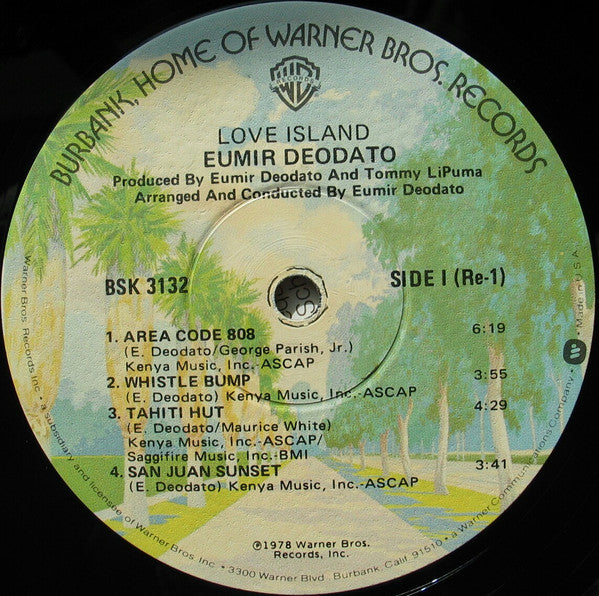 BURBANK, HOME OF WARNER BROS. RECORDS
WB
RECORDS
LOVE ISLAND
EUMIR DEODATO
Produced By Eumir Deodato And Tommy LiPuma
Arranged And Conducted By Eumir Deodato
BSK 3132
SIDE I (Re-1)
1. AREA CODE 808 6:19
(E. Deodato/George Parish, Jr.)
Kenya Music, Inc.-ASCAP
2. WHISTLE BUMP 3:55
(E. Deodato) Kenya Music, Inc.-ASCAP
3. TAHITI HUT 4:29
(E. Deodato/Maurice White)
Kenya Music, Inc.-ASCAP/
Saggifire Music, Inc.-BMI
4. SAN JUAN SUNSET 3:41
(E. Deodato) Kenya Music, Inc.-ASCAP
℗1978 Warner Bros.
Records, Inc.
Warner Bros. Records Inc. • a subsidiary and licensee of Warner Bros. Inc. • 3300 Warner Blvd., Burbank, Calif. 91510 • a Warner Communications Company • Made in U.S.A.